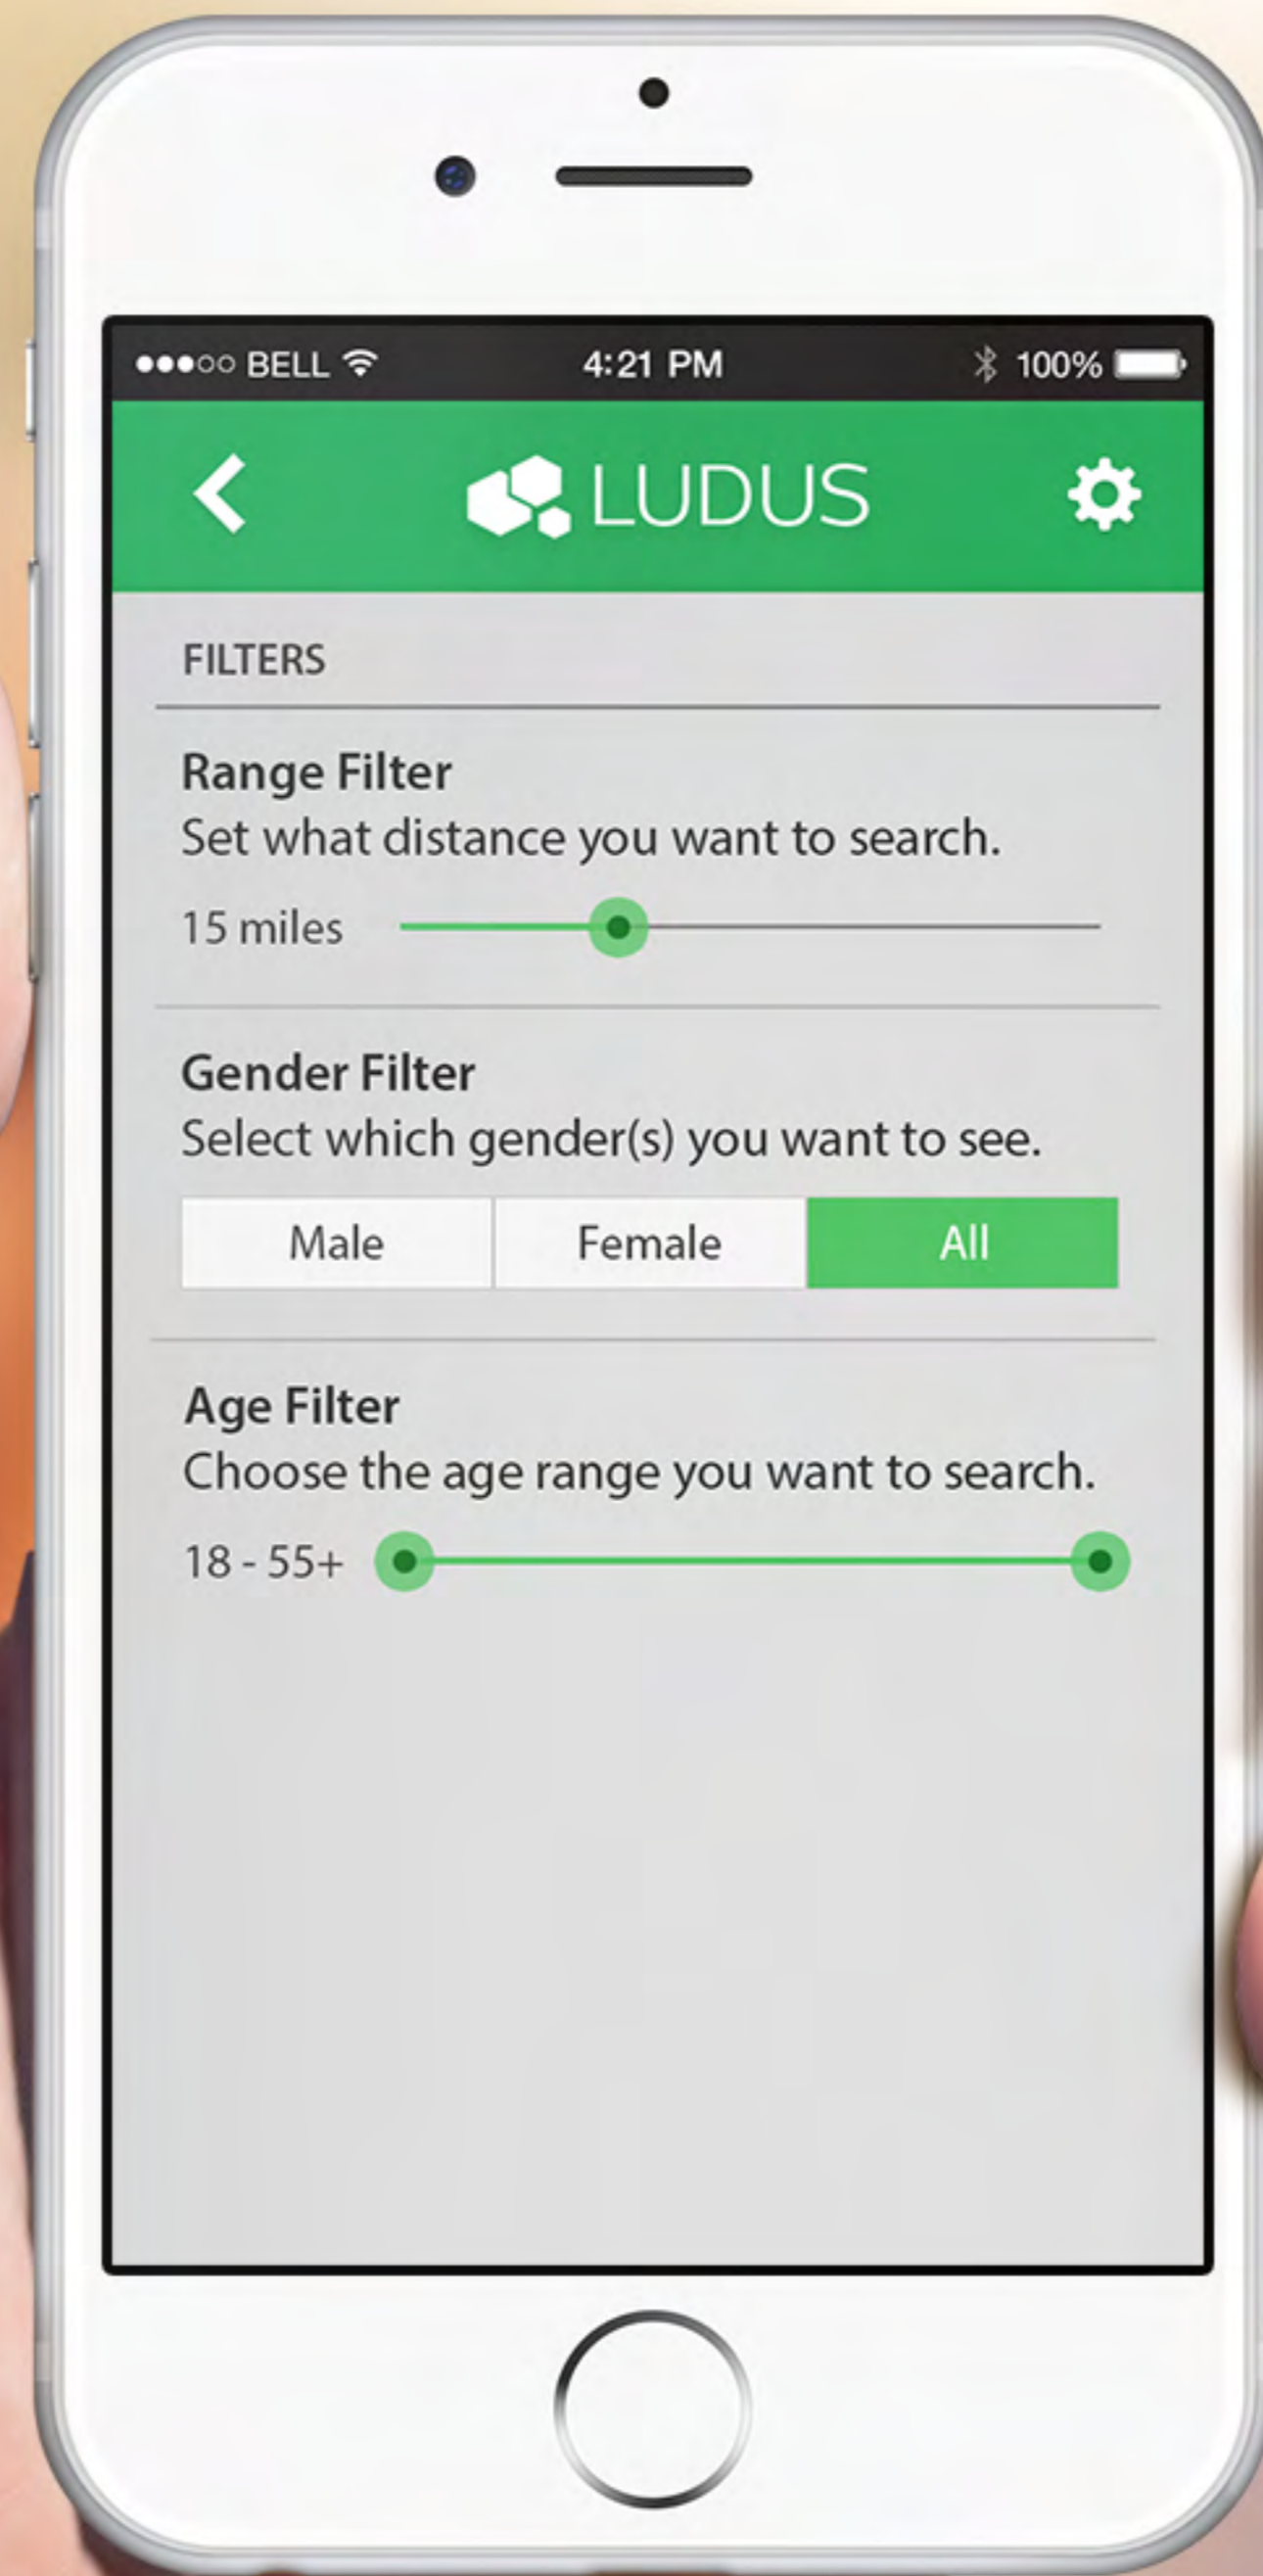 BELL 4:21 PM 100%
LUDUS
FILTERS
Range Filter
Set what distance you want to search.
15 miles
Gender Filter
Select which gender(s) you want to see.
Male Female All
Age Filter
Choose the age range you want to search.
18 - 55+